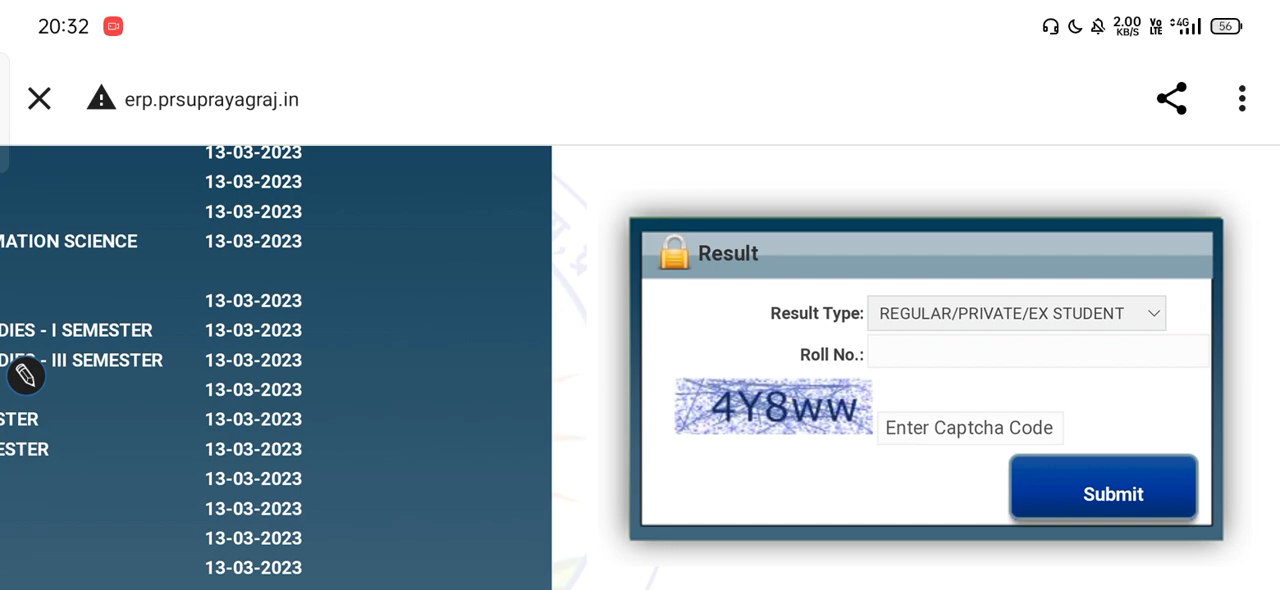 20:32
2.00 KB/S Vo LTE 4G 56
erp.prsuprayagraj.in
13-03-2023
13-03-2023
13-03-2023
MATION SCIENCE 13-03-2023
13-03-2023
DIES - I SEMESTER 13-03-2023
DIES - III SEMESTER 13-03-2023
13-03-2023
STER 13-03-2023
ESTER 13-03-2023
13-03-2023
13-03-2023
13-03-2023
13-03-2023
Result
Result Type: REGULAR/PRIVATE/EX STUDENT
Roll No.:
4Y8ww
Enter Captcha Code
Submit